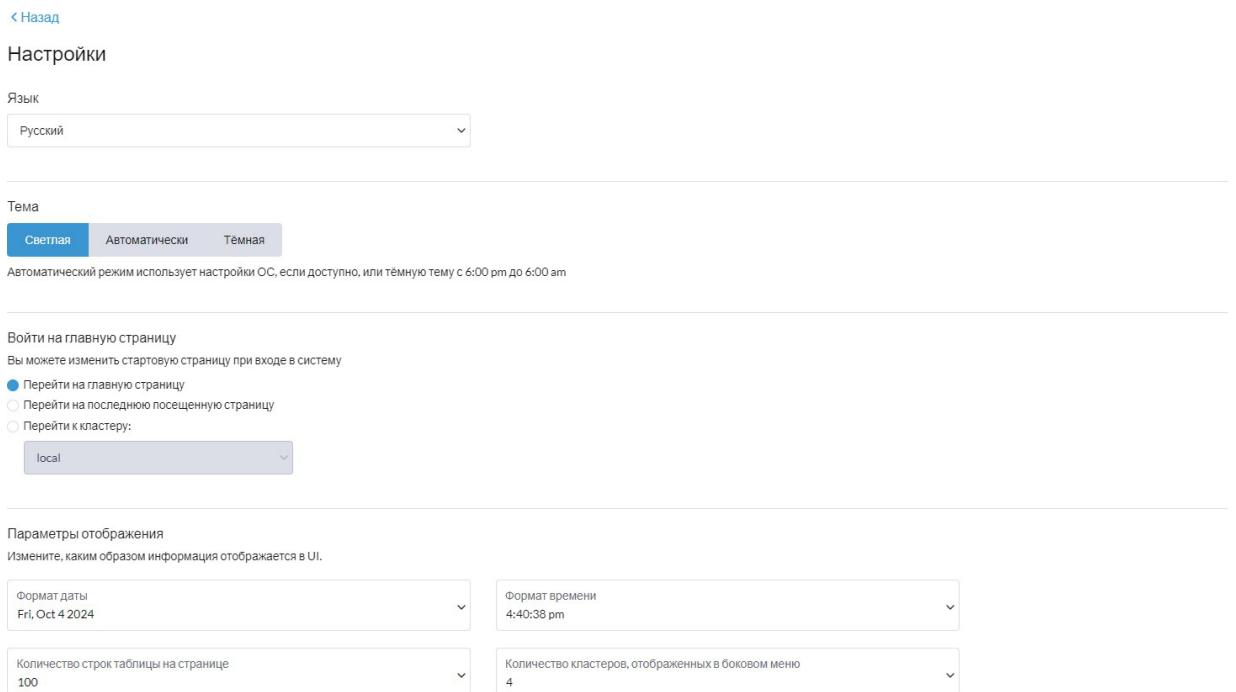 Назад
Настройки
Язык
Русский
Тема
Светлая Автоматически Тёмная
Автоматический режим использует настройки ОС, если доступно, или тёмную тему с 6:00 pm до 6:00 am
Войти на главную страницу
Вы можете изменить стартовую страницу при входе в систему
Перейти на главную страницу
Перейти на последнюю посещенную страницу
Перейти к кластеру:
local
Параметры отображения
Измените, каким образом информация отображается в UI.
Формат даты
Fri, Oct 4 2024
Формат времени
4:40:38 pm
Количество строк таблицы на странице
100
Количество кластеров, отображенных в боковом меню
4